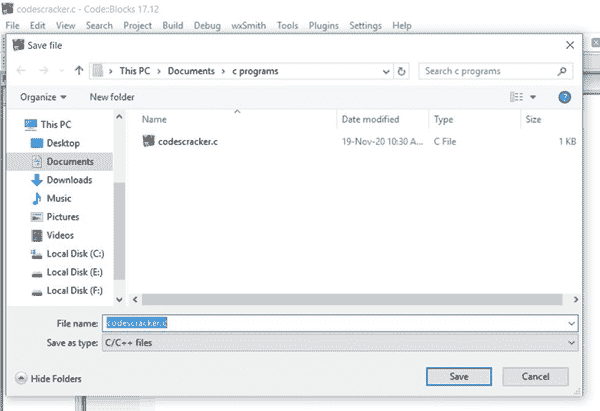 codescracker.c - Code::Blocks 17.12
File Edit View Search Project Build Debug wxSmith Tools Plugins Settings Help
Save file
This PC > Documents > c programs
Search c programs
Organize New folder
Name Date modified Type Size
codescracker.c 19-Nov-20 10:30 A... C File 1 KB
This PC
Desktop
Documents
Downloads
Music
Pictures
Videos
Local Disk (C:)
Local Disk (E:)
Local Disk (F:)
File name: codescracker.c
Save as type: C/C++ files
Hide Folders Save Cancel